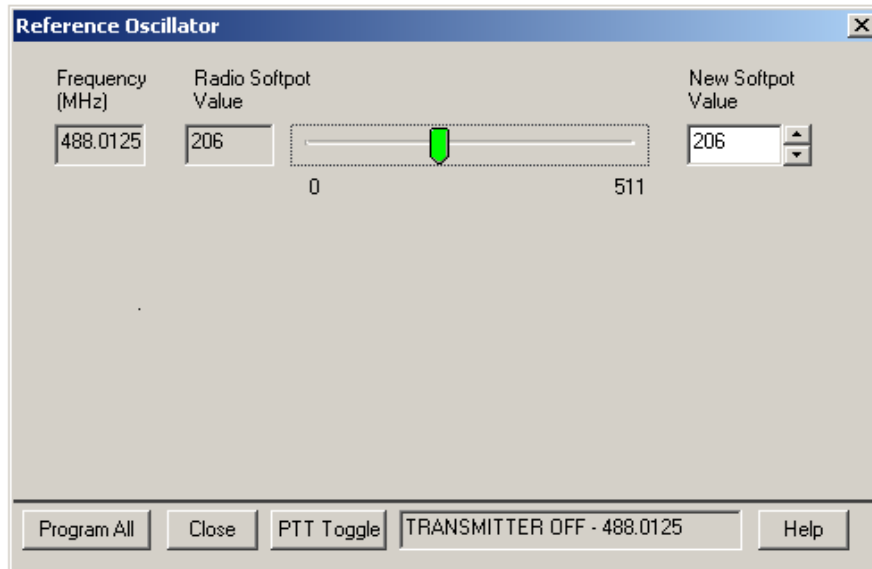 Reference Oscillator
Frequency (MHz)
Radio Softpot Value
New Softpot Value
488.0125
206
206
0
511
Program All
Close
PTT Toggle
TRANSMITTER OFF - 488.0125
Help